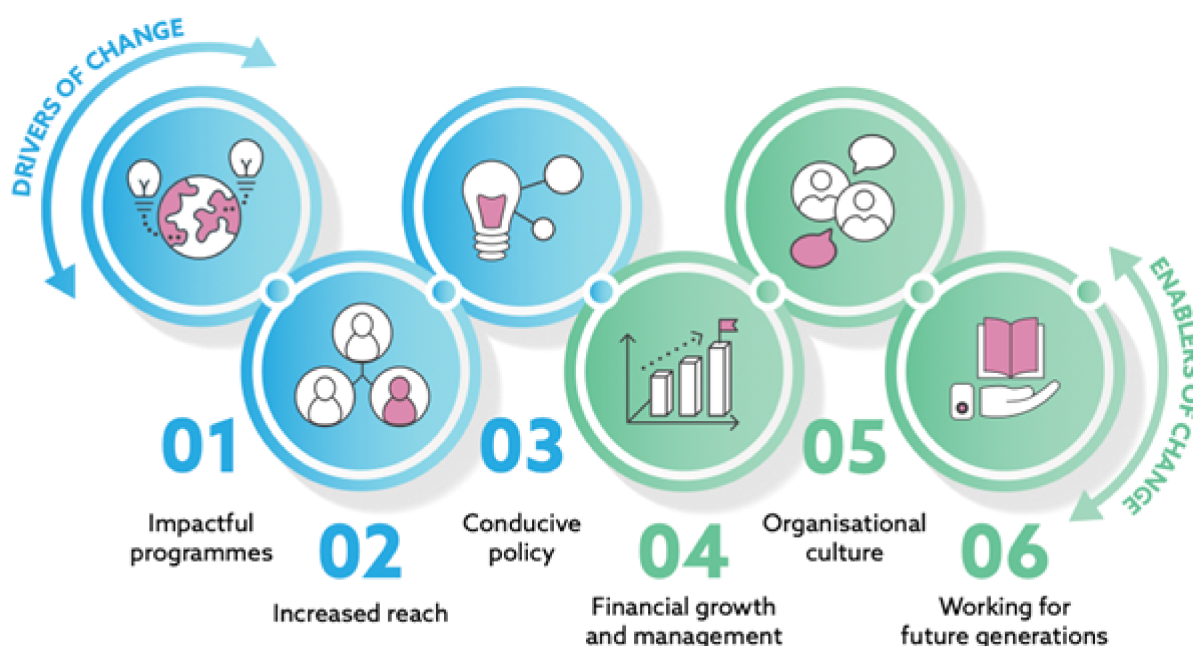 DRIVERS OF CHANGE
01
Impactful
programmes
02
Increased reach
03
Conducive
policy
04
Financial growth
and management
05
Organisational
culture
06
Working for
future generations
ENABLERS OF CHANGE